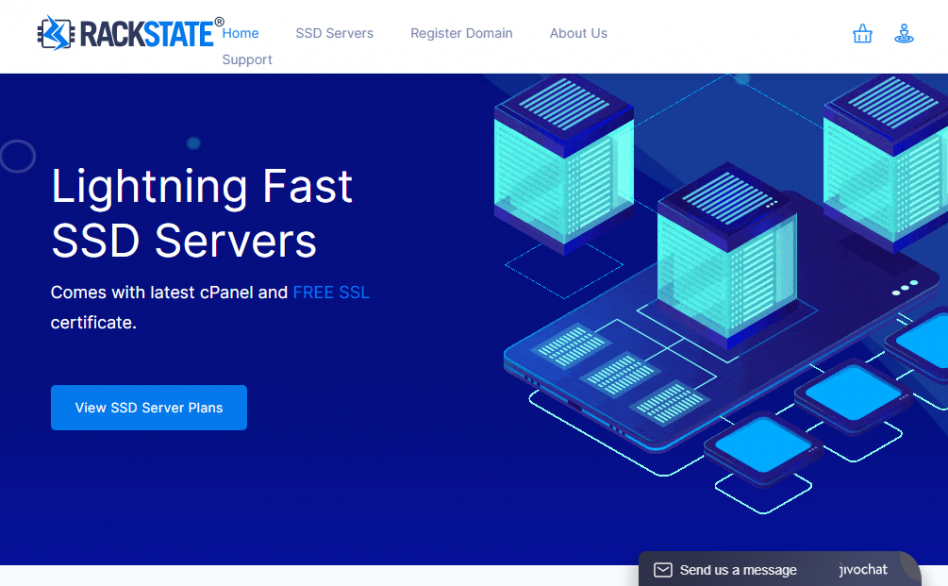 RACKSTATE®
Home SSD Servers Register Domain About Us
Support
Lightning Fast
SSD Servers
Comes with latest cPanel and FREE SSL
certificate.
View SSD Server Plans
Send us a message jivochat